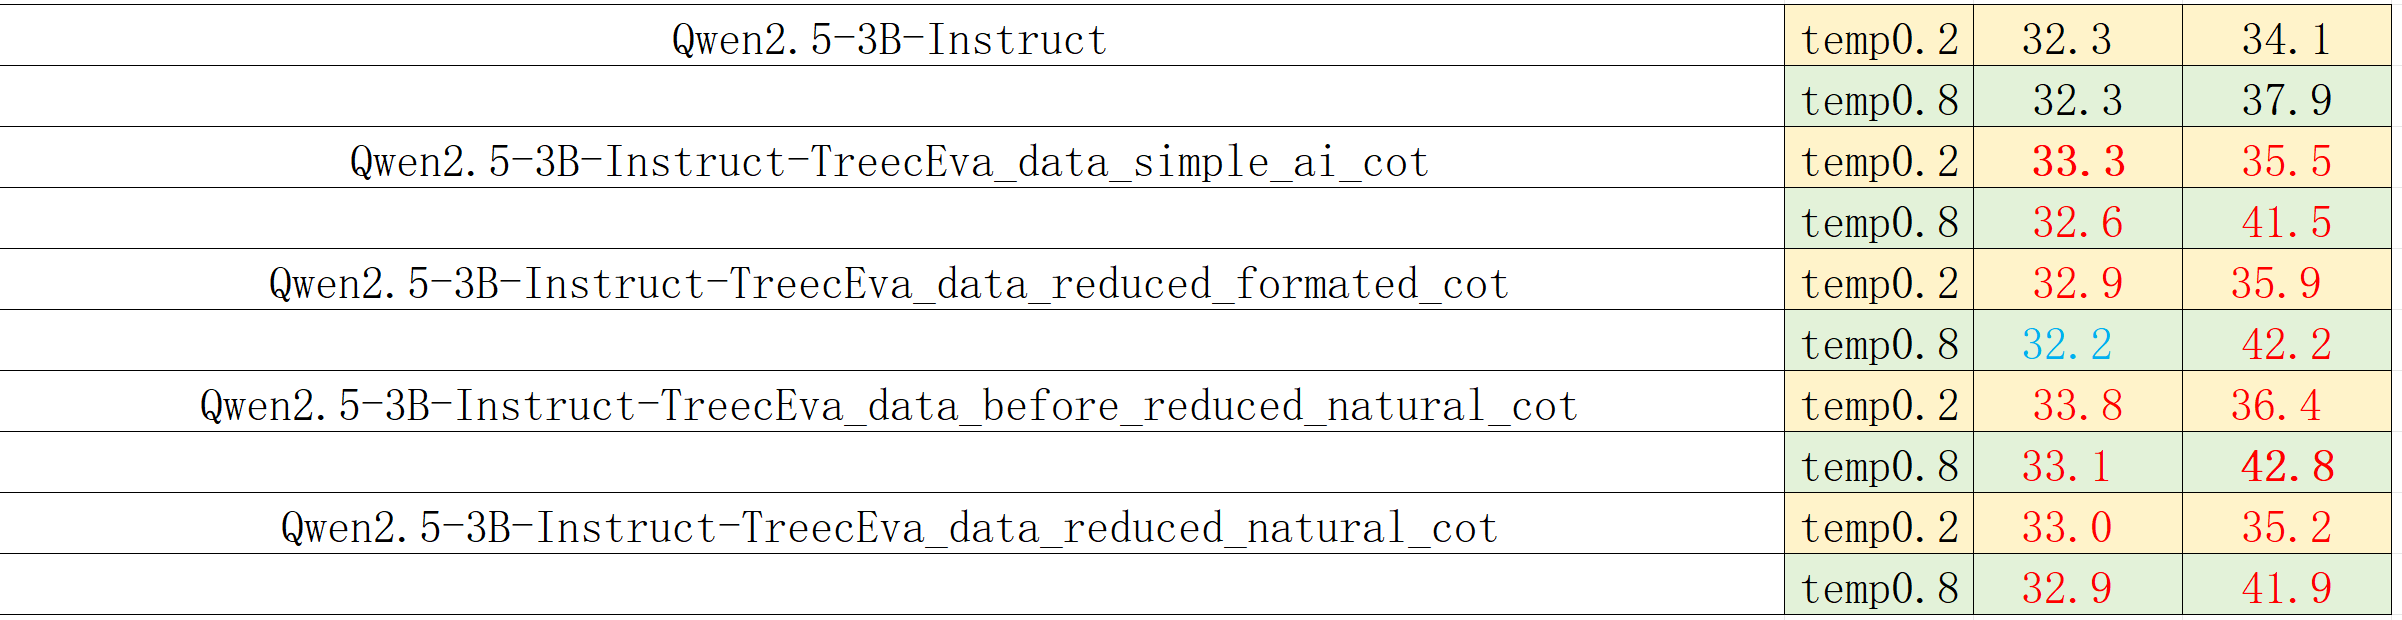 Qwen2.5-3B-Instruct temp0.2 32.3 34.1
temp0.8 32.3 37.9
Qwen2.5-3B-Instruct-TreecEva_data_simple_ai_cot temp0.2 33.3 35.5
temp0.8 32.6 41.5
Qwen2.5-3B-Instruct-TreecEva_data_reduced_formated_cot temp0.2 32.9 35.9
temp0.8 32.2 42.2
Qwen2.5-3B-Instruct-TreecEva_data_before_reduced_natural_cot temp0.2 33.8 36.4
temp0.8 33.1 42.8
Qwen2.5-3B-Instruct-TreecEva_data_reduced_natural_cot temp0.2 33.0 35.2
temp0.8 32.9 41.9